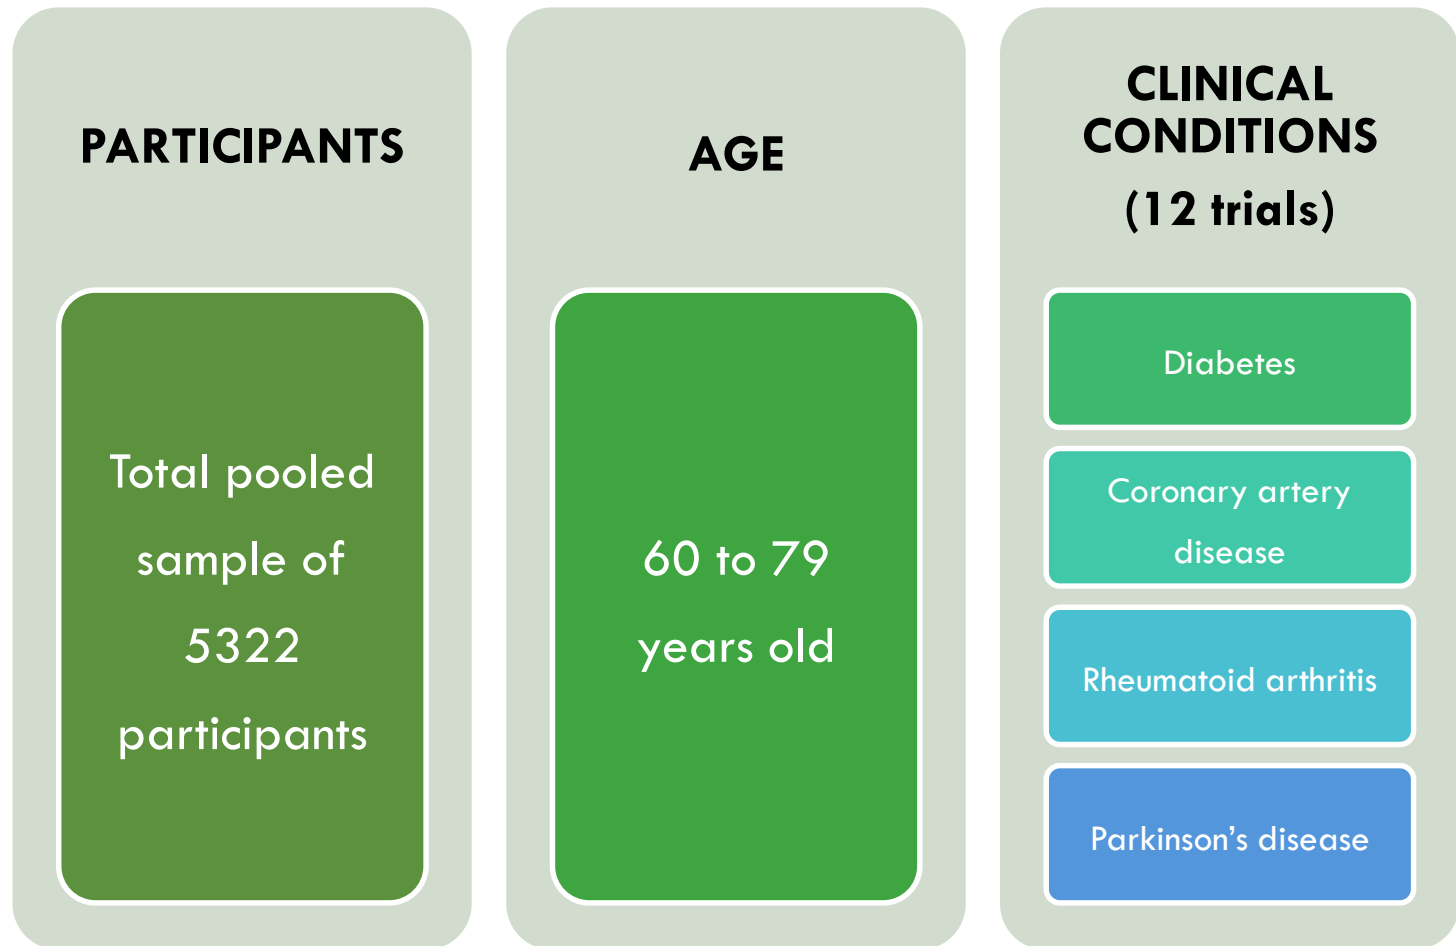 PARTICIPANTS
Total pooled
sample of
5322
participants
AGE
60 to 79
years old
CLINICAL
CONDITIONS
(12 trials)
Diabetes
Coronary artery
disease
Rheumatoid arthritis
Parkinson’s disease